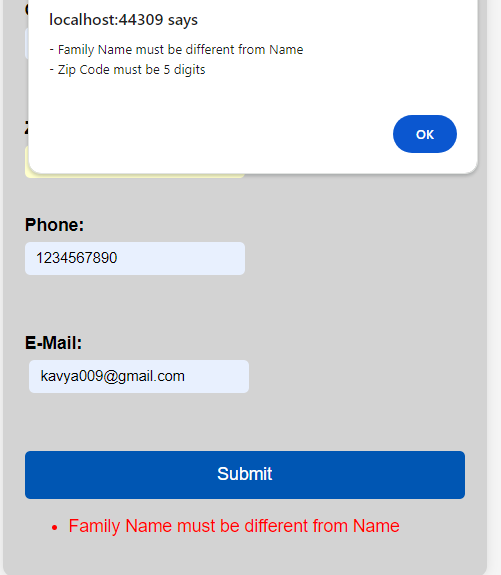 localhost:44309 says
- Family Name must be different from Name
- Zip Code must be 5 digits
OK
Phone:
1234567890
E-Mail:
kavya009@gmail.com
Submit
• Family Name must be different from Name